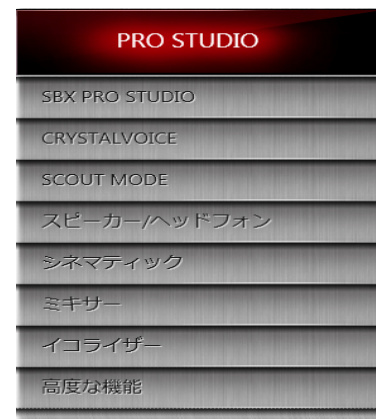 PRO STUDIO
SBX PRO STUDIO
CRYSTALVOICE
SCOUT MODE
スピーカー/ヘッドフォン
シネマティック
ミキサー
イコライザー
高度な機能